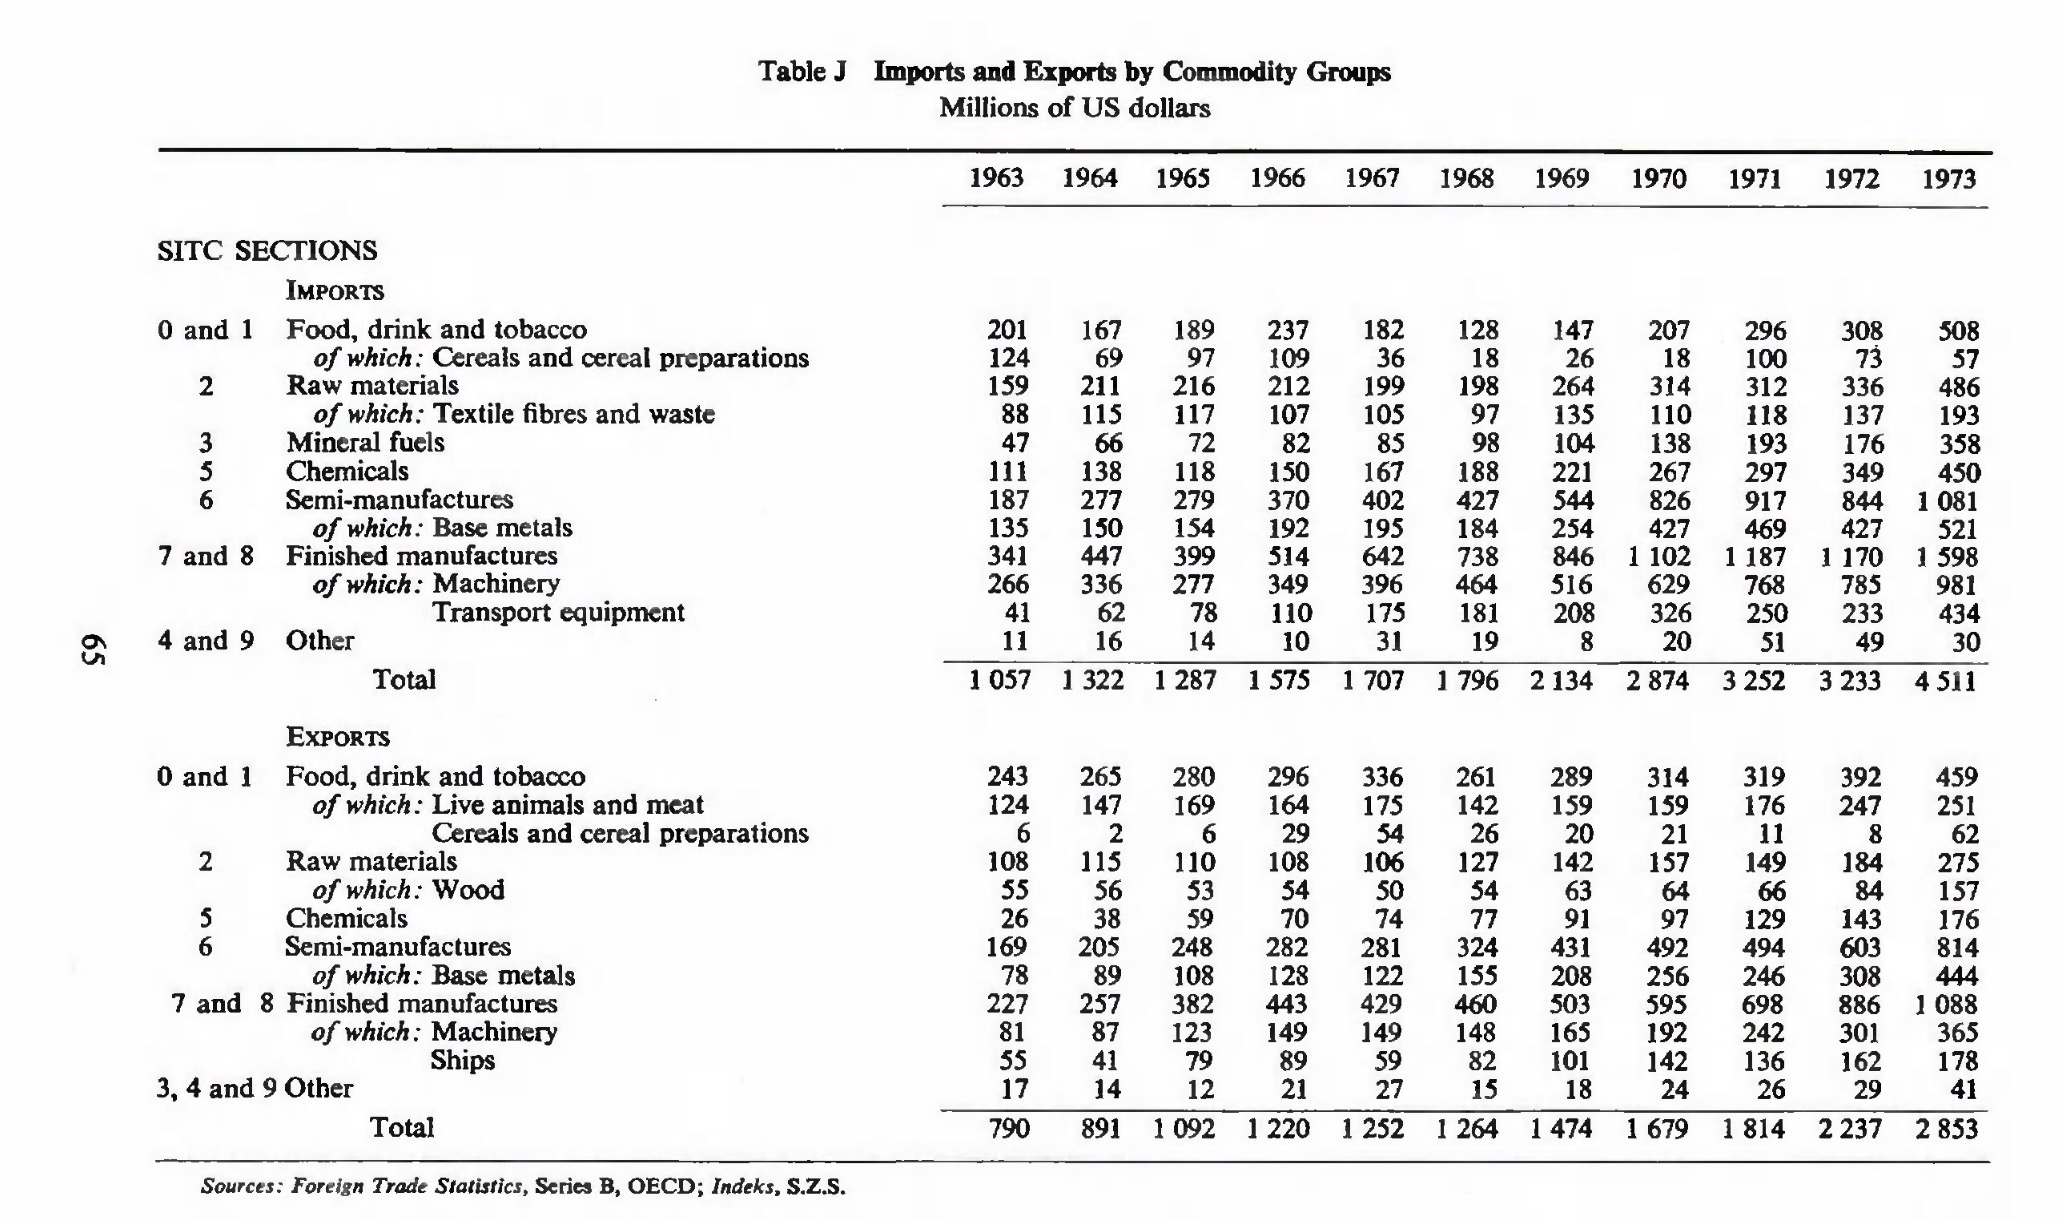 Table J Imports and Exports by Commodity Groups
Millions of US dollars
1963 1964 1965 1966 1967 1968 1969 1970 1971 1972 1973
SITC SECTIONS
IMPORTS
0 and 1 Food, drink and tobacco 201 167 189 237 182 128 147 207 296 308 508
of which: Cereals and cereal preparations 124 69 97 109 36 18 26 18 100 73 57
2 Raw materials 159 211 216 212 199 198 264 314 312 336 486
of which: Textile fibres and waste 88 115 117 107 105 97 135 110 118 137 193
3 Mineral fuels 47 66 72 82 85 98 104 138 193 176 358
5 Chemicals 111 138 118 150 167 188 221 267 297 349 450
6 Semi-manufactures 187 277 279 370 402 427 544 826 917 844 1 081
of which: Base metals 135 150 154 192 195 184 254 427 469 427 521
7 and 8 Finished manufactures 341 447 399 514 642 738 846 1 102 1 187 1 170 1 598
of which: Machinery 266 336 277 349 396 464 516 629 768 785 981
Transport equipment 41 62 78 110 175 181 208 326 250 233 434
4 and 9 Other 11 16 14 10 31 19 8 20 51 49 30
Total 1 057 1 322 1 287 1 575 1 707 1 796 2 134 2 874 3 252 3 233 4 511
EXPORTS
0 and 1 Food, drink and tobacco 243 265 280 296 336 261 289 314 319 392 459
of which: Live animals and meat 124 147 169 164 175 142 159 159 176 247 251
Cereals and cereal preparations 6 2 6 29 54 26 20 21 11 8 62
2 Raw materials 108 115 110 108 106 127 142 157 149 184 275
of which: Wood 55 56 53 54 50 54 63 64 66 84 157
5 Chemicals 26 38 59 70 74 77 91 97 129 143 176
6 Semi-manufactures 169 205 248 282 281 324 431 492 494 603 814
of which: Base metals 78 89 108 128 122 155 208 256 246 308 444
7 and 8 Finished manufactures 227 257 382 443 429 460 503 595 698 886 1 088
of which: Machinery 81 87 123 149 149 148 165 192 242 301 365
Ships 55 41 79 89 59 82 101 142 136 162 178
3, 4 and 9 Other 17 14 12 21 27 15 18 24 26 29 41
Total 790 891 1 092 1 220 1 252 1 264 1 474 1 679 1 814 2 237 2 853
Sources: Foreign Trade Statistics, Series B, OECD; Indeks, S.Z.S.
65